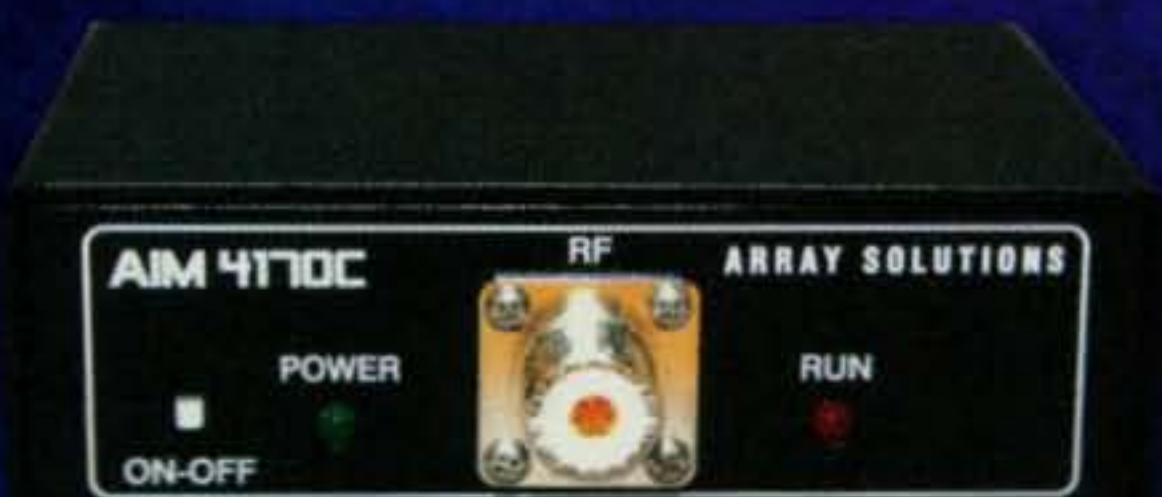 RF
AIM 4170C
ARRAY SOLUTIONS
POWER
RUN
ON-OFF